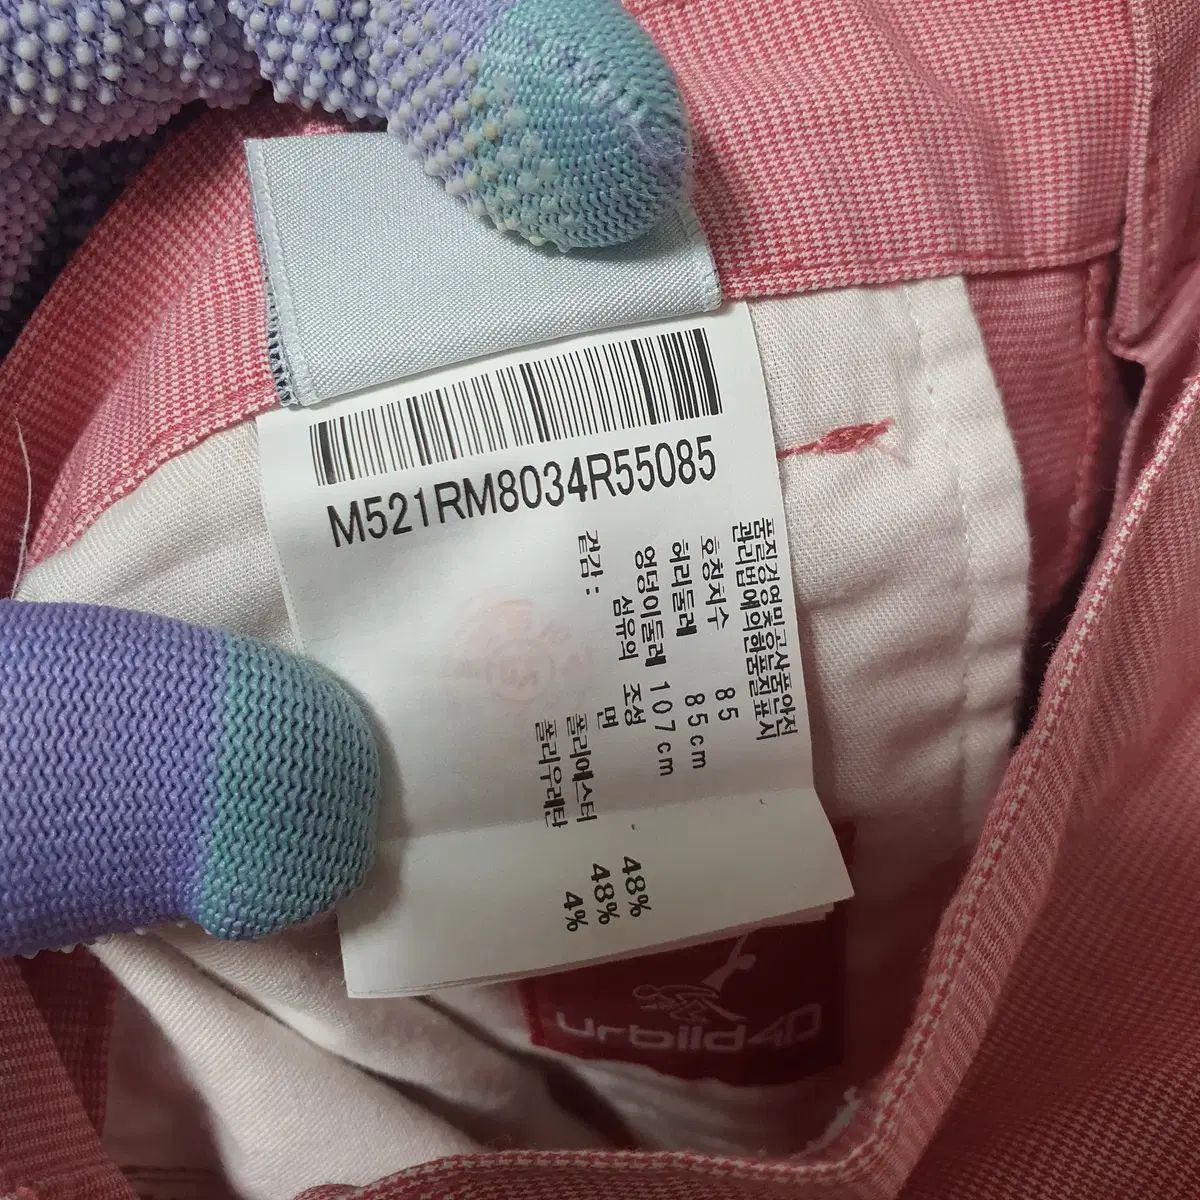 M521RM8034R55085
품질경영및공산품안전
관리법에의한품질표시
호칭치수 85
허리둘레 85cm
엉덩이둘레 107cm
섬유의 조성
겉감: 면 48%
폴리에스터 48%
폴리우레탄 4%
urbiid4D